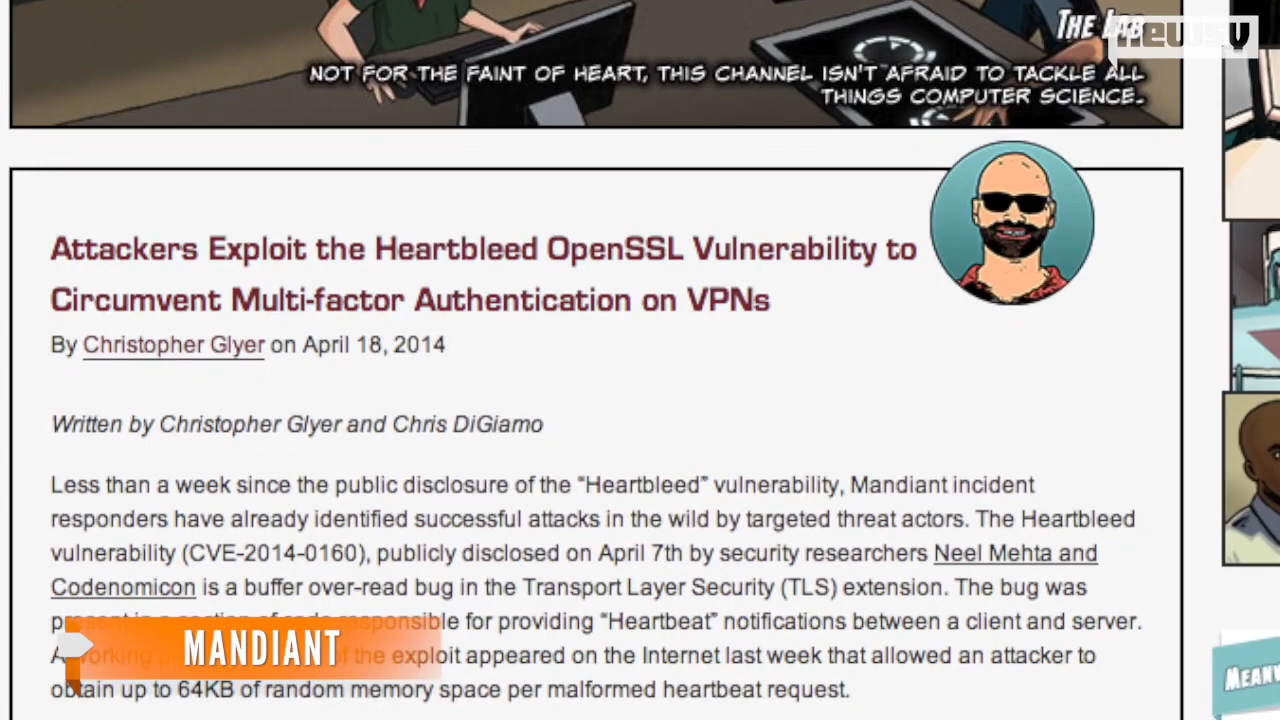 THE LAB
newsy
NOT FOR THE FAINT OF HEART, THIS CHANNEL ISN'T AFRAID TO TACKLE ALL
THINGS COMPUTER SCIENCE.
Attackers Exploit the Heartbleed OpenSSL Vulnerability to
Circumvent Multi-factor Authentication on VPNs
By Christopher Glyer on April 18, 2014
Written by Christopher Glyer and Chris DiGiamo
Less than a week since the public disclosure of the “Heartbleed” vulnerability, Mandiant incident
responders have already identified successful attacks in the wild by targeted threat actors. The Heartbleed
vulnerability (CVE-2014-0160), publicly disclosed on April 7th by security researchers Neel Mehta and
Codenomicon is a buffer over-read bug in the Transport Layer Security (TLS) extension. The bug was
present in a section of code responsible for providing “Heartbeat” notifications between a client and server.
A working of the exploit appeared on the Internet last week that allowed an attacker to
obtain up to 64KB of random memory space per malformed heartbeat request.
MANDIANT